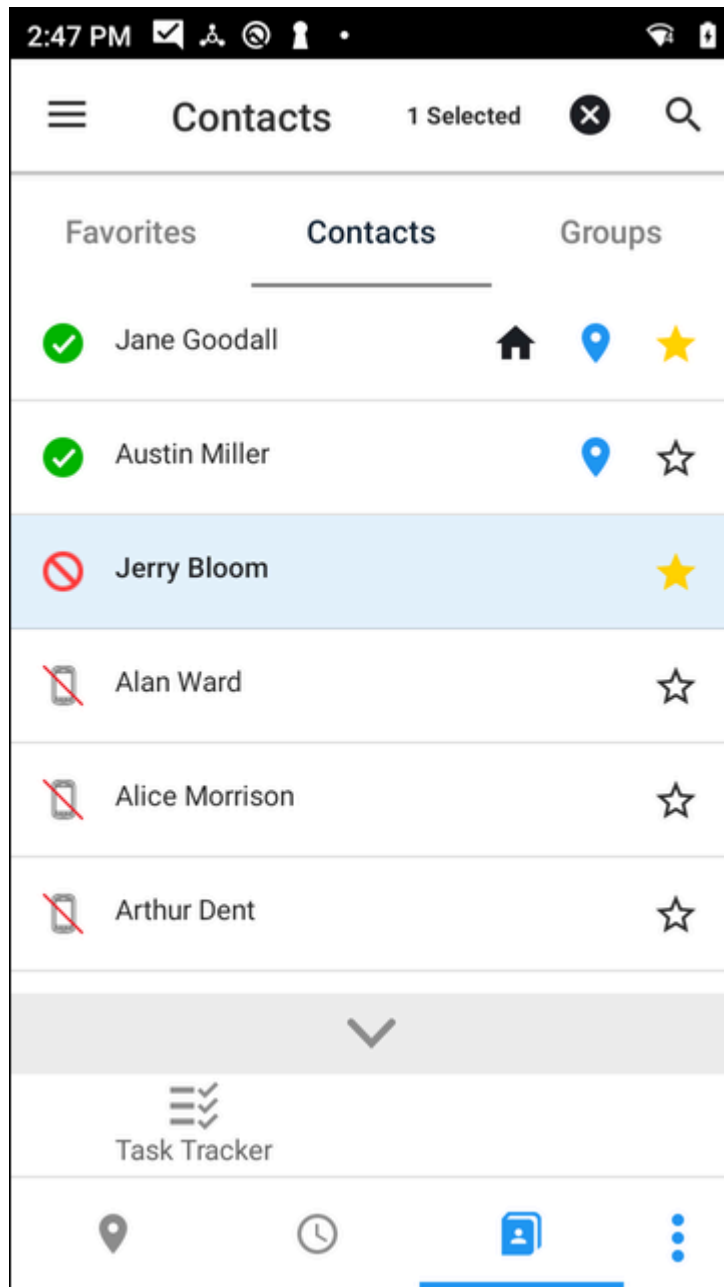 2:47 PM
Contacts 1 Selected
Favorites Contacts Groups
Jane Goodall
Austin Miller
Jerry Bloom
Alan Ward
Alice Morrison
Arthur Dent
Task Tracker